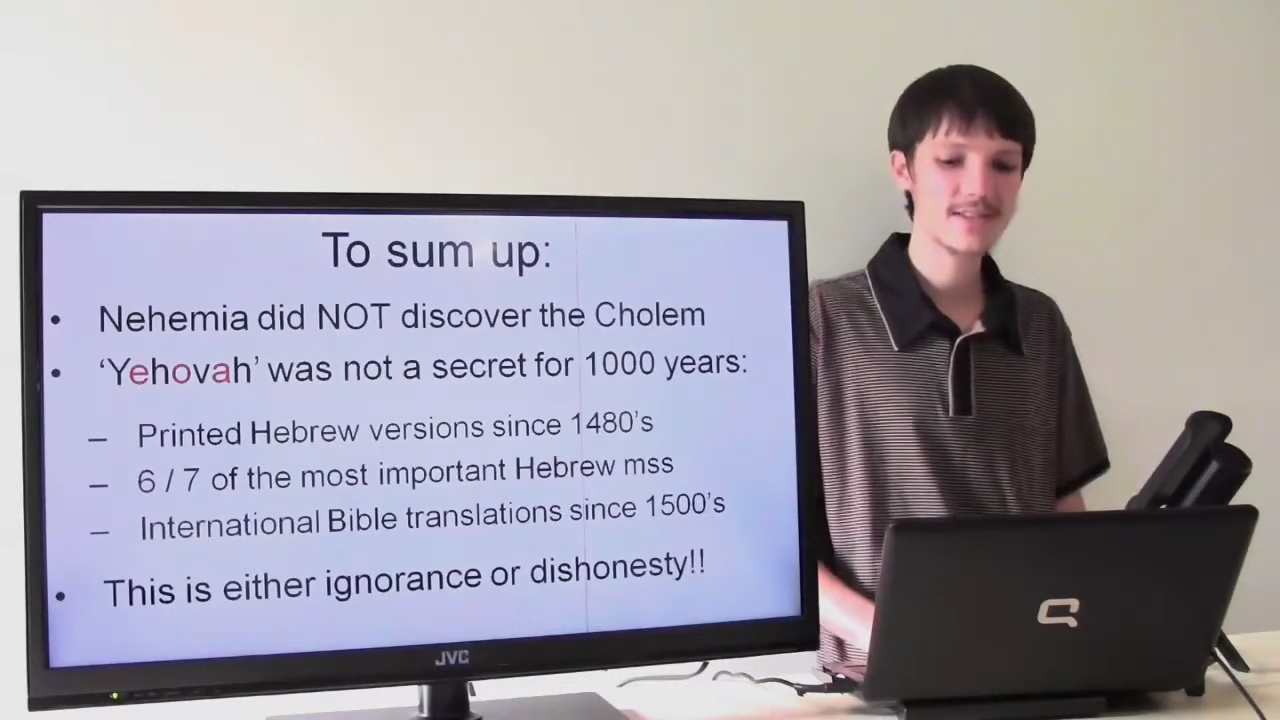 To sum up:
• Nehemia did NOT discover the Cholem
• ‘Yehovah’ was not a secret for 1000 years:
– Printed Hebrew versions since 1480’s
– 6 / 7 of the most important Hebrew mss
– International Bible translations since 1500’s
• This is either ignorance or dishonesty!!
JVC